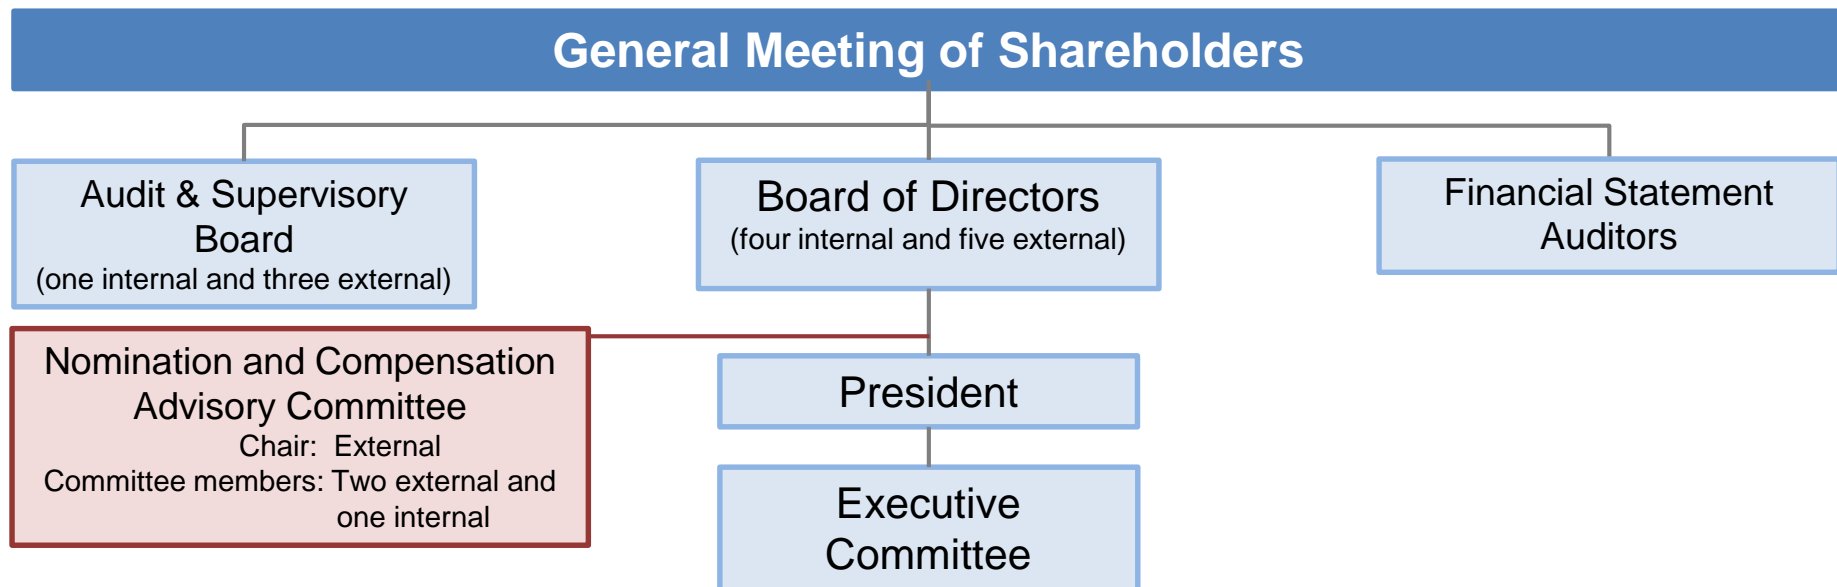 General Meeting of Shareholders
Audit & Supervisory
Board
(one internal and three external)
Board of Directors
(four internal and five external)
Financial Statement
Auditors
Nomination and Compensation
Advisory Committee
Chair: External
Committee members: Two external and
one internal
President
Executive
Committee